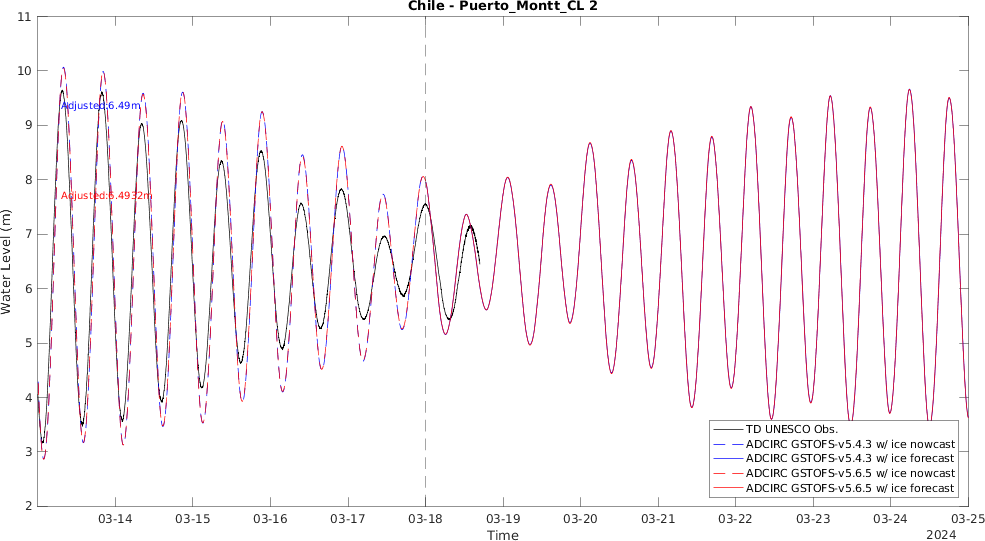 Chile - Puerto_Montt_CL 2
11
10
9
8
7
6
5
4
3
2
Water Level (m)
Adjusted:6.49m
Adjusted:6.4932m
TD UNESCO Obs.
ADCIRC GSTOFS-v5.4.3 w/ ice nowcast
ADCIRC GSTOFS-v5.4.3 w/ ice forecast
ADCIRC GSTOFS-v5.6.5 w/ ice nowcast
ADCIRC GSTOFS-v5.6.5 w/ ice forecast
03-14 03-15 03-16 03-17 03-18 03-19 03-20 03-21 03-22 03-23 03-24 03-25
Time
2024